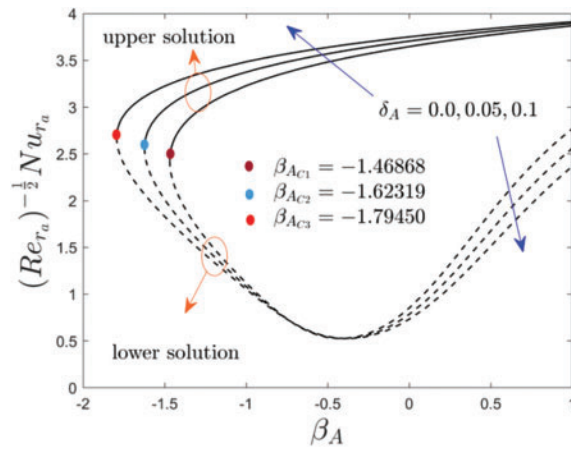 4
3.5
3
2.5
2
1.5
1
0.5
0
(Re_{r_a})^{-\frac{1}{2}} Nu_{r_a}
upper solution
δ_A = 0.0, 0.05, 0.1
β_{A_{C1}} = −1.46868
β_{A_{C2}} = −1.62319
β_{A_{C3}} = −1.79450
lower solution
-2 -1.5 -1 -0.5 0 0.5 1
β_A